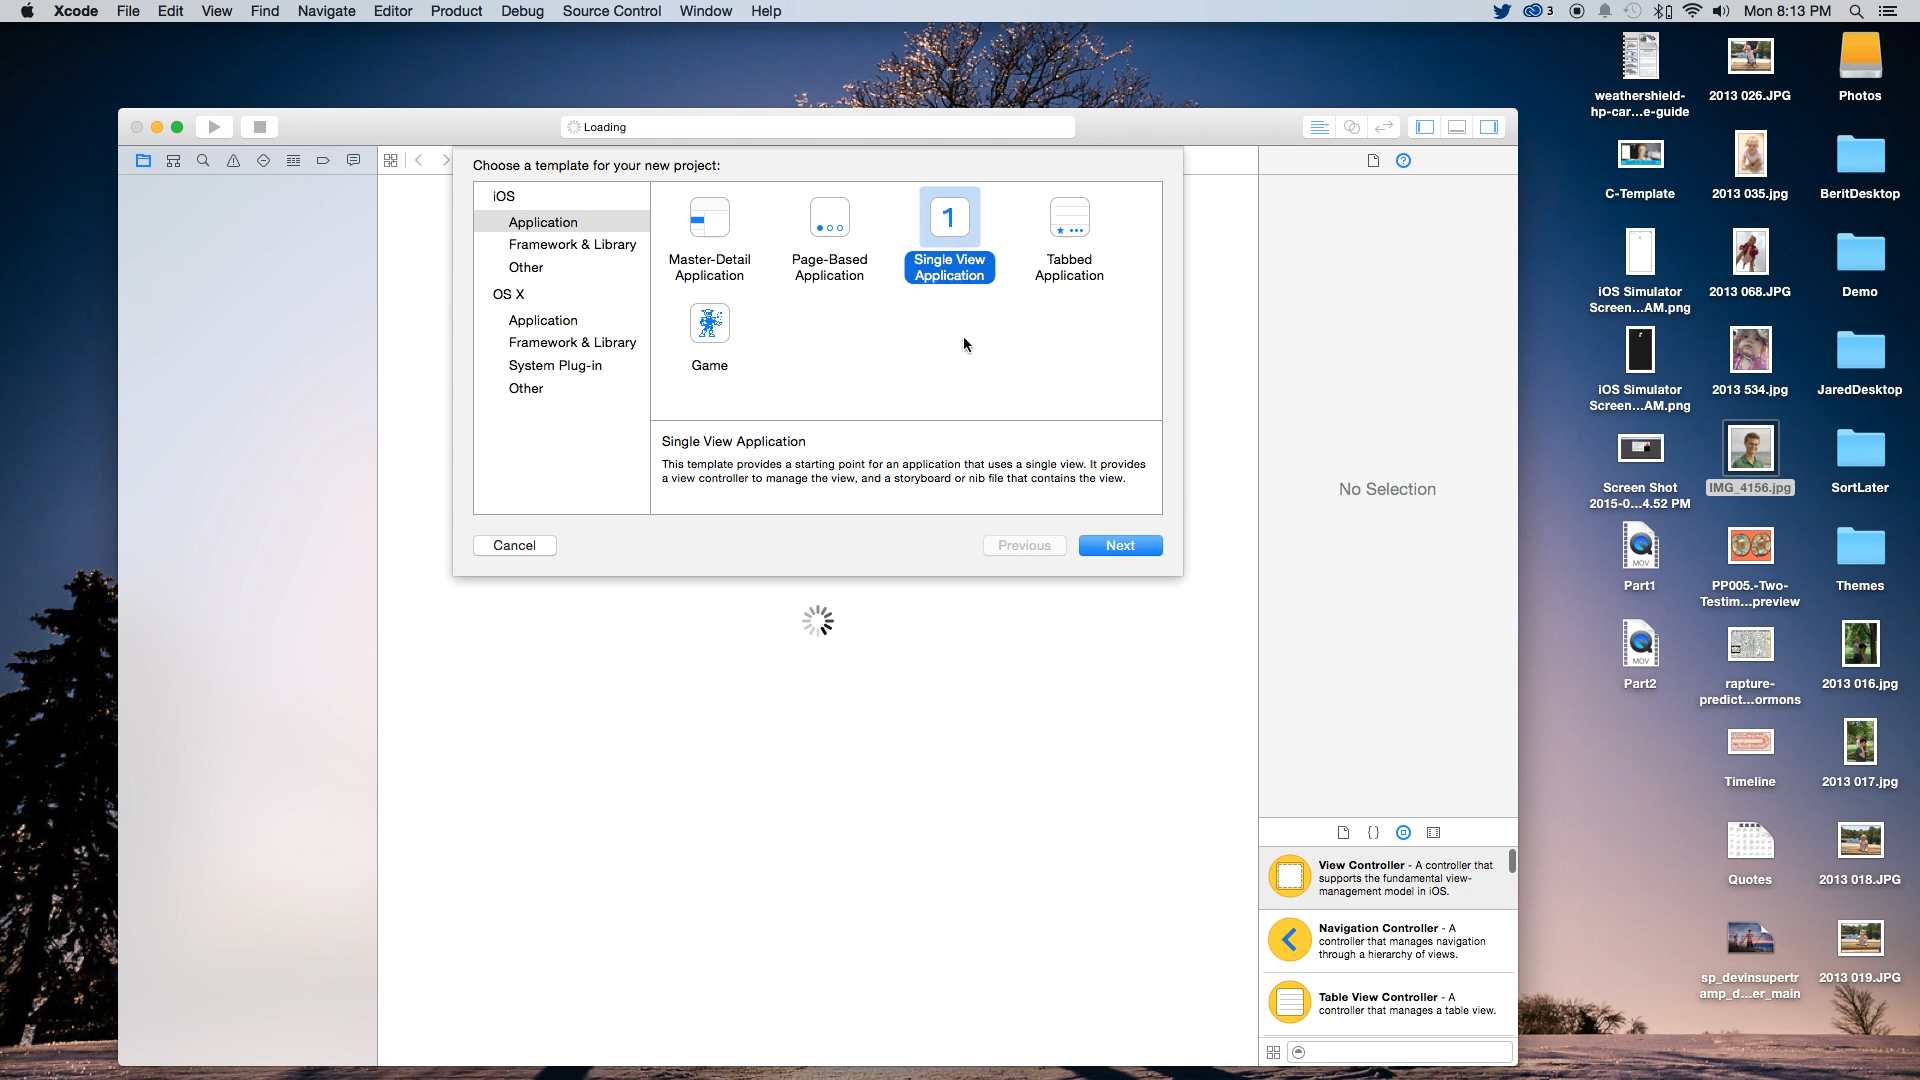 Xcode File Edit View Find Navigate Editor Product Debug Source Control Window Help
3 Mon 8:13 PM
Loading
Choose a template for your new project:
iOS
Application
Framework & Library
Other
OS X
Application
Framework & Library
System Plug-in
Other
Master-Detail
Application
Page-Based
Application
1
Single View
Application
Tabbed
Application
Game
Single View Application
This template provides a starting point for an application that uses a single view. It provides
a view controller to manage the view, and a storyboard or nib file that contains the view.
Cancel
Previous
Next
No Selection
View Controller - A controller that
supports the fundamental view-
management model in iOS.
Navigation Controller - A
controller that manages navigation
through a hierarchy of views.
Table View Controller - A
controller that manages a table view.
weathershield-
hp-car...e-guide
2013 026.JPG
Photos
C-Template
2013 035.jpg
BeritDesktop
iOS Simulator
Screen...AM.png
2013 068.JPG
Demo
iOS Simulator
Screen...AM.png
2013 534.jpg
JaredDesktop
Screen Shot
2015-0...4.52 PM
IMG_4156.jpg
SortLater
MOV
Part1
PP005.-Two-
Testim...preview
Themes
MOV
Part2
rapture-
predict...ormons
2013 016.jpg
Timeline
2013 017.jpg
Quotes
2013 018.JPG
sp_devinsupertr
amp_d...er_main
2013 019.JPG